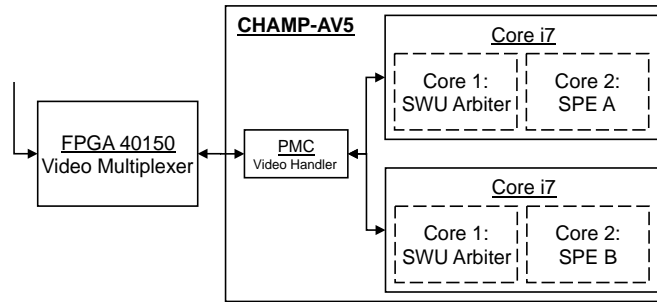 CHAMP-AV5
FPGA 40150
Video Multiplexer
PMC
Video Handler
Core i7
Core 1:
SWU Arbiter
Core 2:
SPE A
Core i7
Core 1:
SWU Arbiter
Core 2:
SPE B